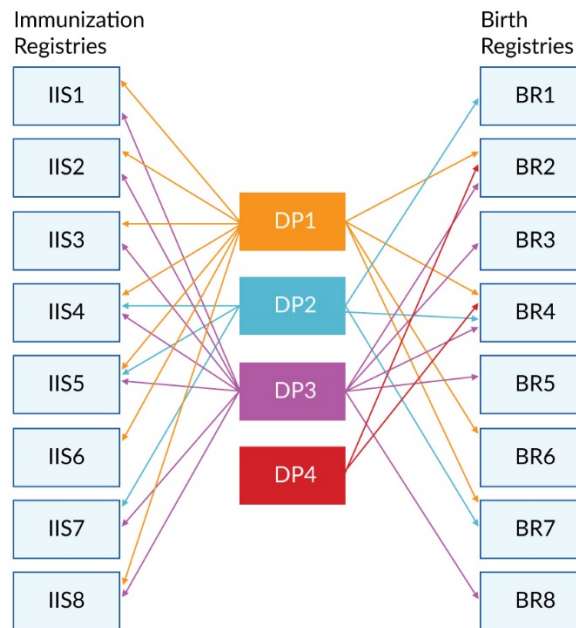 Immunization
Registries
IIS1
IIS2
IIS3
IIS4
IIS5
IIS6
IIS7
IIS8
DP1
DP2
DP3
DP4
Birth
Registries
BR1
BR2
BR3
BR4
BR5
BR6
BR7
BR8